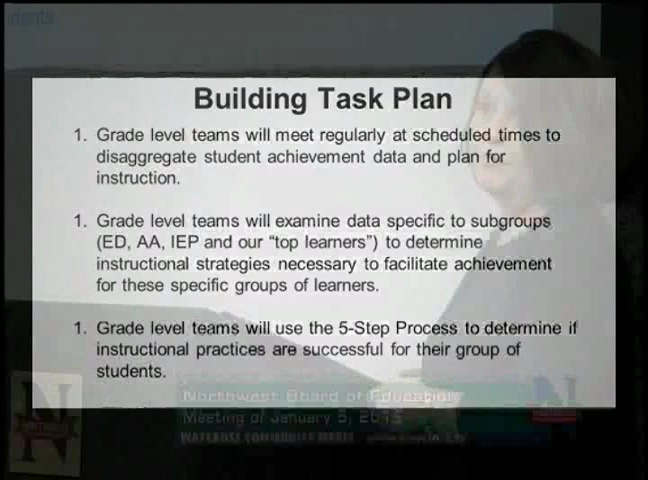 Building Task Plan
1. Grade level teams will meet regularly at scheduled times to
disaggregate student achievement data and plan for
instruction.
1. Grade level teams will examine data specific to subgroups
(ED, AA, IEP and our “top learners”) to determine
instructional strategies necessary to facilitate achievement
for these specific groups of learners.
1. Grade level teams will use the 5-Step Process to determine if
instructional practices are successful for their group of
students.
Northwest Board of Education
Meeting of January 5,
WAYCROSS COMMUNITY MEDIA
N
N